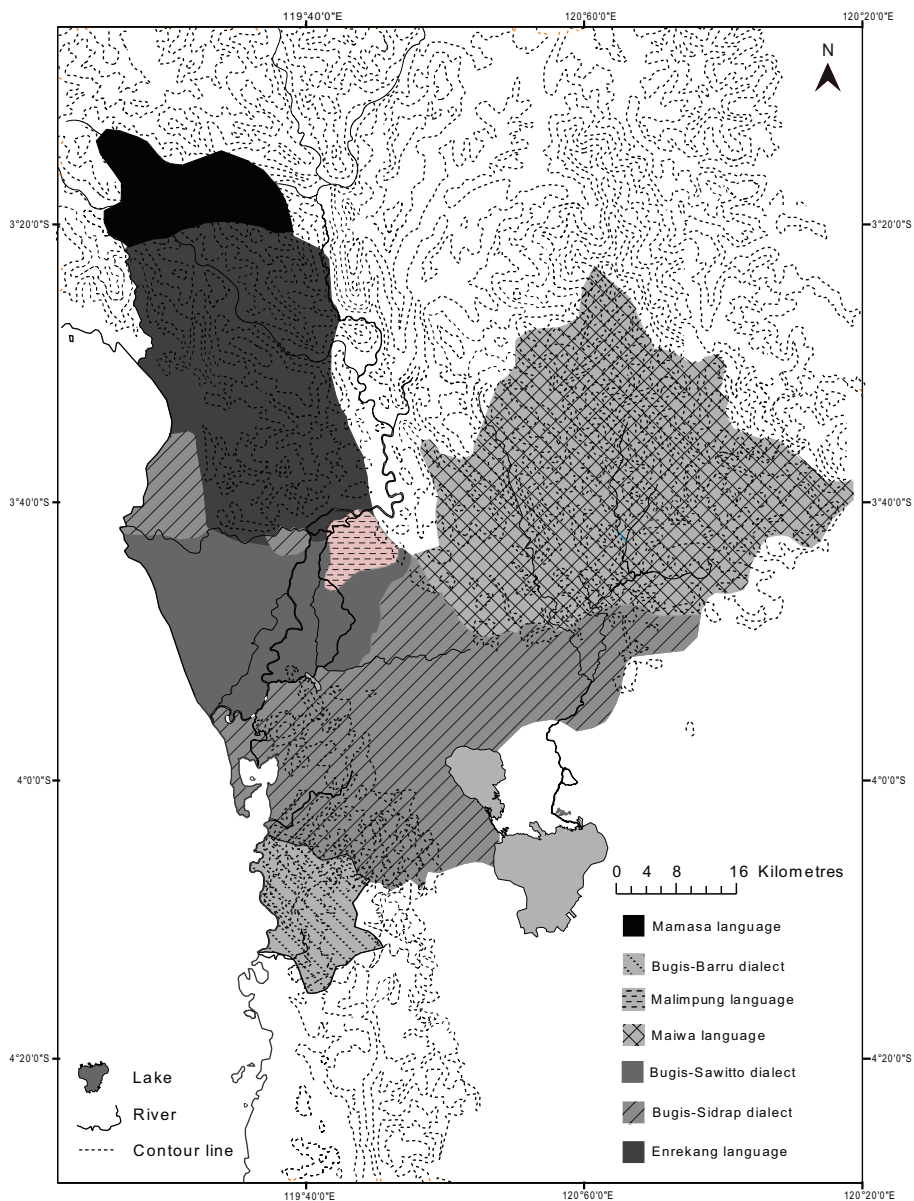 119°40'0"E 120°60'0"E 120°20'0"E
N
3°20'0"S 3°20'0"S
3°40'0"S 3°40'0"S
4°0'0"S 4°0'0"S
0 4 8 16 Kilometres
Mamasa language
Bugis-Barru dialect
Malimpung language
Maiwa language
4°20'0"S 4°20'0"S
Bugis-Sawitto dialect
Lake
River
Bugis-Sidrap dialect
Contour line
Enrekang language
119°40'0"E 120°60'0"E 120°20'0"E